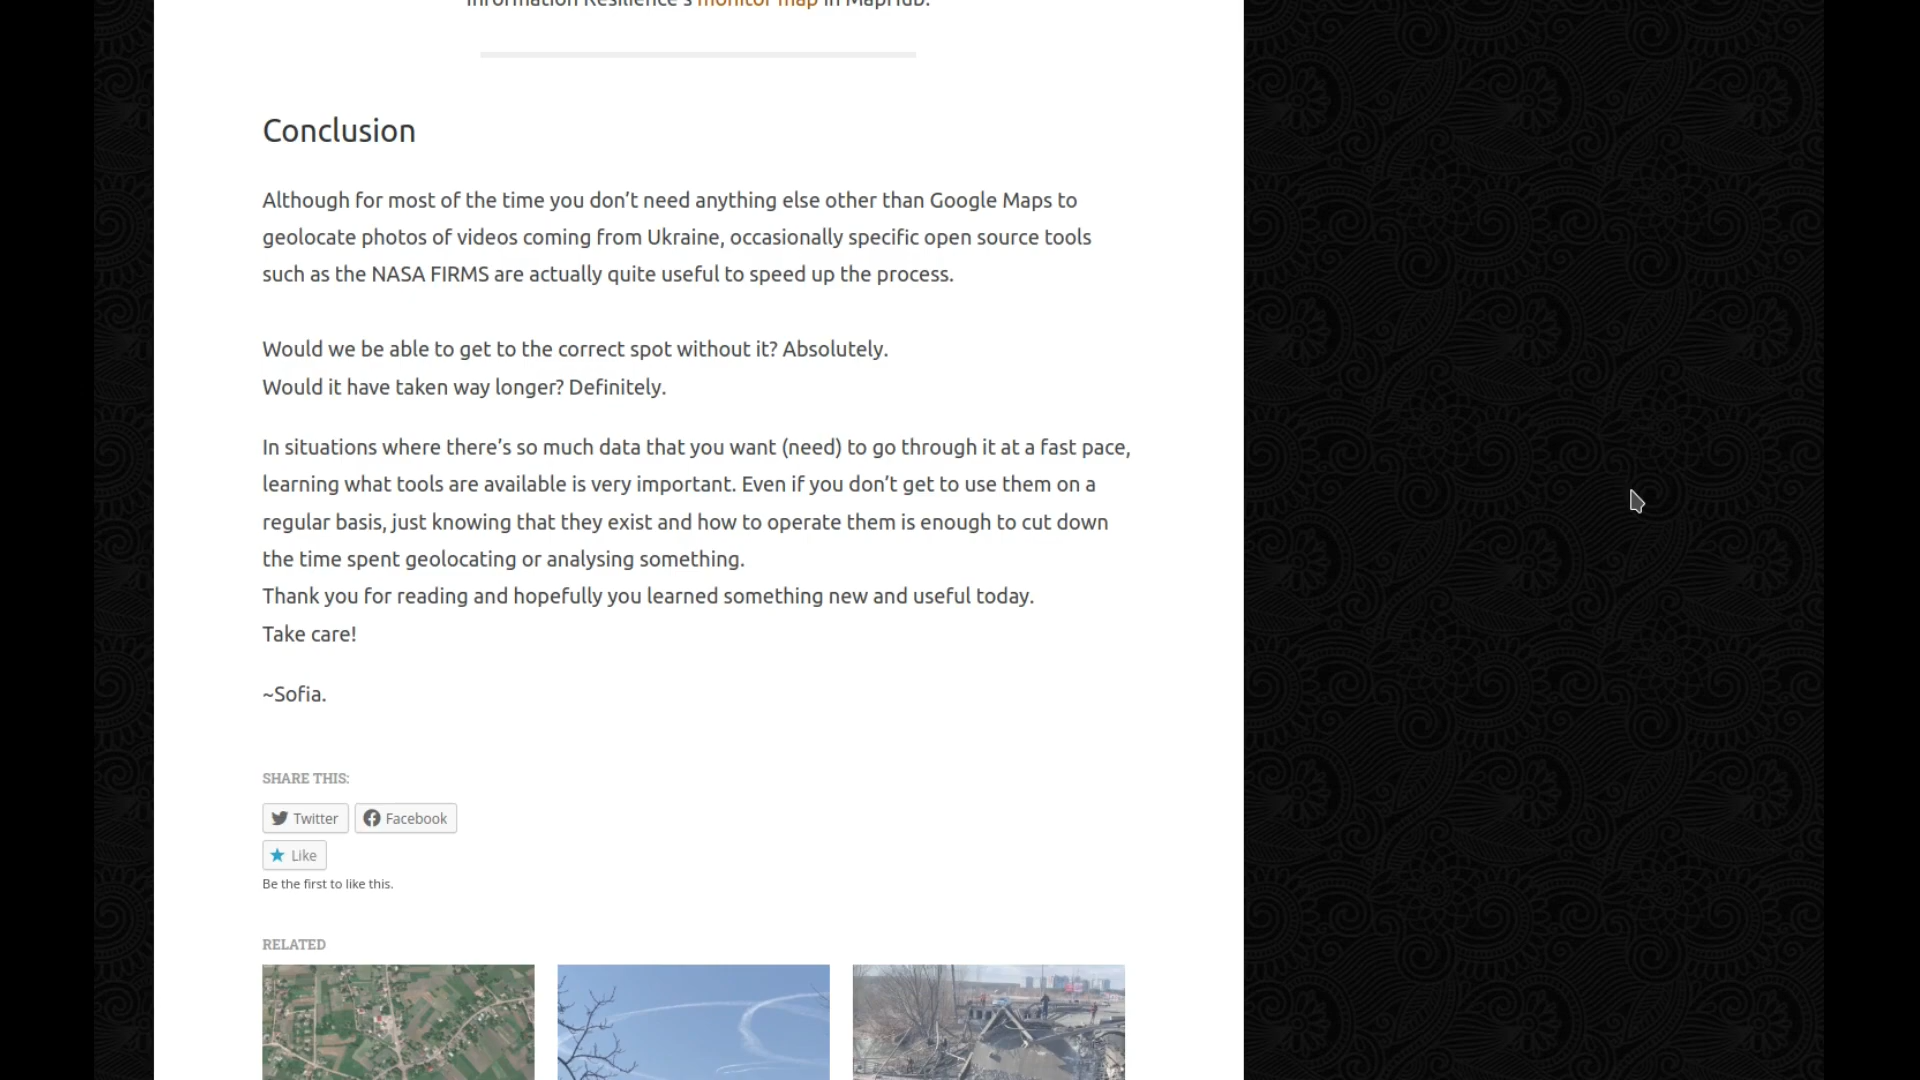 Information Resilience's monitor map in MapHub.
Conclusion
Although for most of the time you don’t need anything else other than Google Maps to
geolocate photos of videos coming from Ukraine, occasionally specific open source tools
such as the NASA FIRMS are actually quite useful to speed up the process.
Would we be able to get to the correct spot without it? Absolutely.
Would it have taken way longer? Definitely.
In situations where there’s so much data that you want (need) to go through it at a fast pace,
learning what tools are available is very important. Even if you don’t get to use them on a
regular basis, just knowing that they exist and how to operate them is enough to cut down
the time spent geolocating or analysing something.
Thank you for reading and hopefully you learned something new and useful today.
Take care!
~Sofia.
SHARE THIS:
Twitter Facebook
Like
Be the first to like this.
RELATED